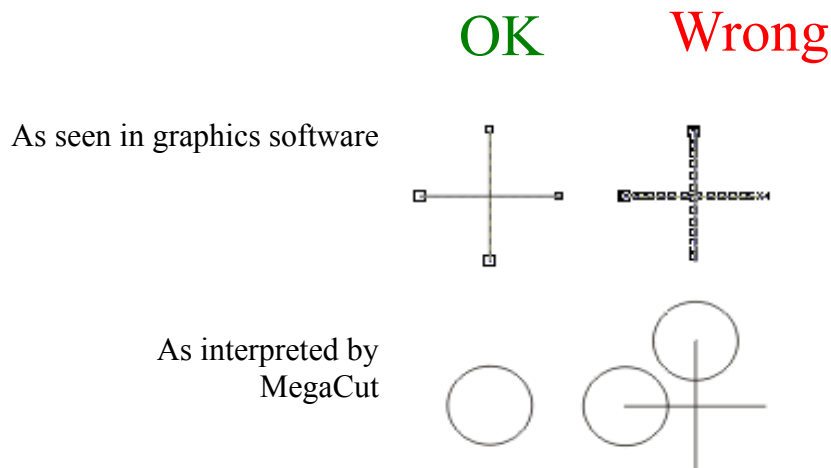 OK
Wrong
As seen in graphics software
As interpreted by
MegaCut